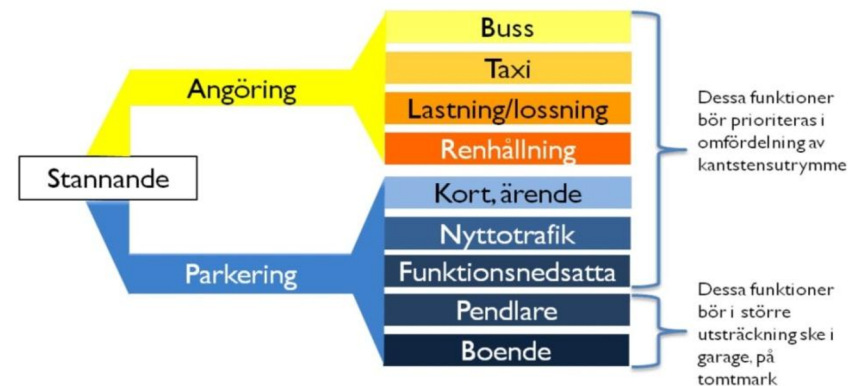 Stannande
Angöring
Parkering
Buss
Taxi
Lastning/lossning
Renhållning
Kort, ärende
Nyttotrafik
Funktionsnedsatta
Pendlare
Boende
Dessa funktioner
bör prioriteras i
omfördelning av
kantstensutrymme
Dessa funktioner
bör i större
utsträckning ske i
garage, på
tomtmark